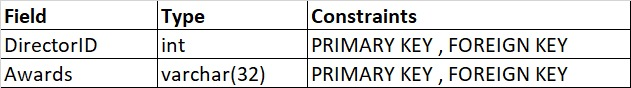 Field Type Constraints
DirectorID int PRIMARY KEY , FOREIGN KEY
Awards varchar(32) PRIMARY KEY , FOREIGN KEY